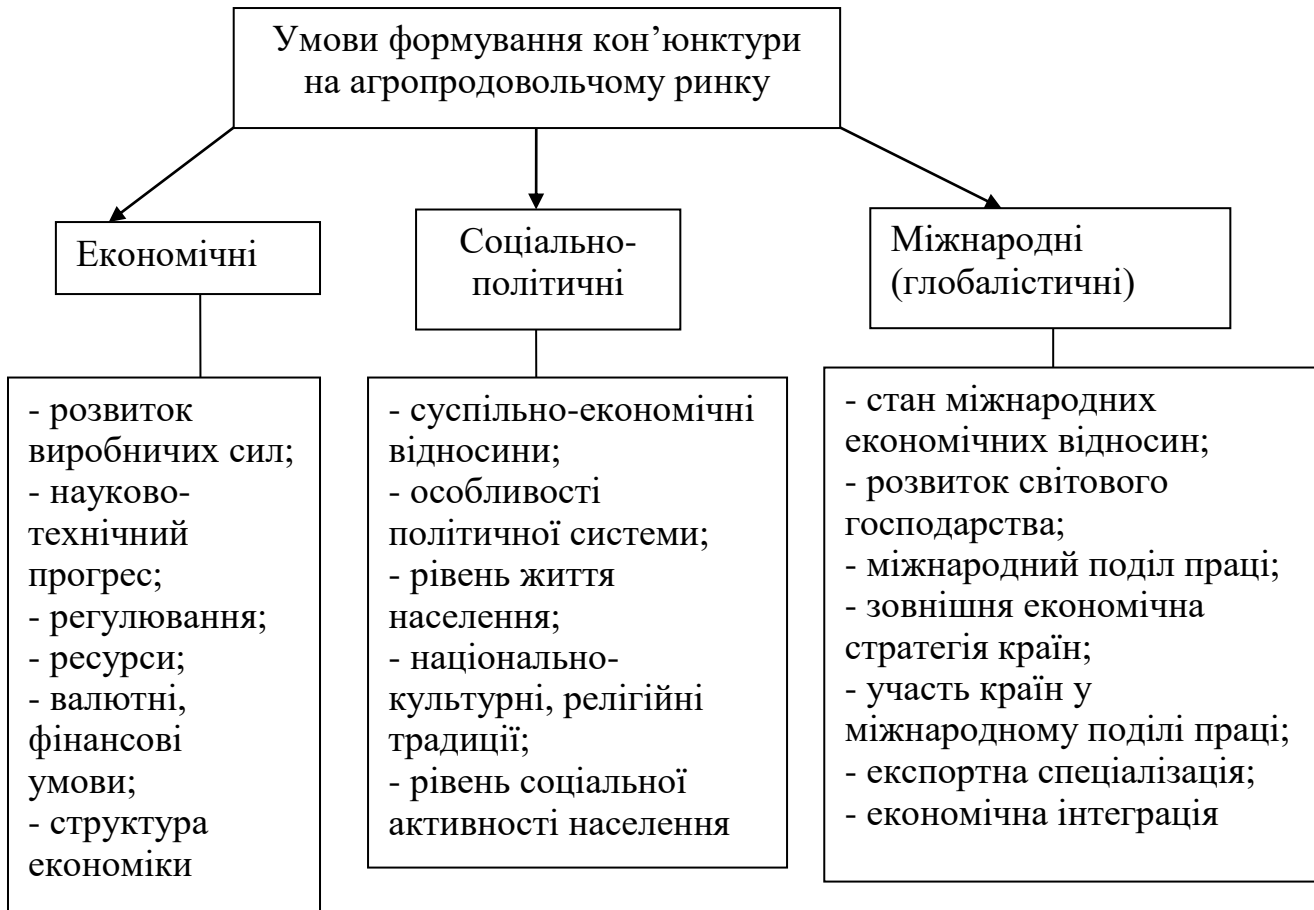 Умови формування кон’юнктури
на агропродовольчому ринку
Економічні
Соціально-
політичні
Міжнародні
(глобалістичні)
- розвиток
виробничих сил;
- науково-
технічний
прогрес;
- регулювання;
- ресурси;
- валютні,
фінансові
умови;
- структура
економіки
- суспільно-економічні
відносини;
- особливості
політичної системи;
- рівень життя
населення;
- національно-
культурні, релігійні
традиції;
- рівень соціальної
активності населення
- стан міжнародних
економічних відносин;
- розвиток світового
господарства;
- міжнародний поділ праці;
- зовнішня економічна
стратегія країн;
- участь країн у
міжнародному поділі праці;
- експортна спеціалізація;
- економічна інтеграція